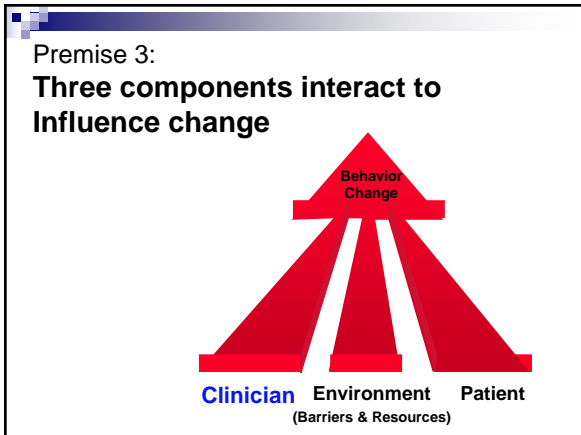 Premise 3:
Three components interact to
Influence change
Behavior
Change
Clinician Environment Patient
(Barriers & Resources)